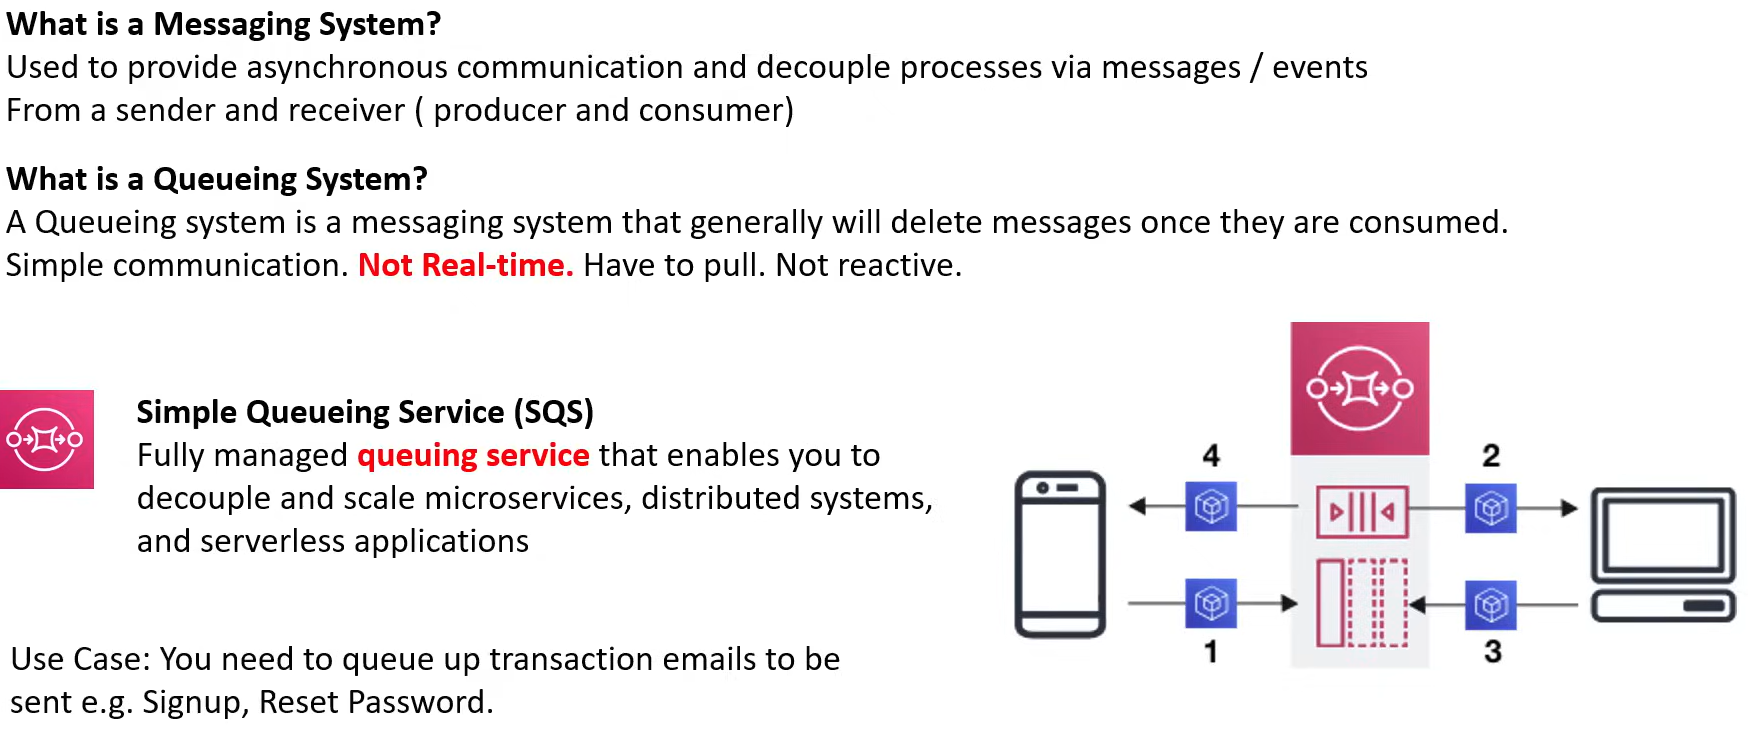 What is a Messaging System?
Used to provide asynchronous communication and decouple processes via messages / events
From a sender and receiver ( producer and consumer)
What is a Queueing System?
A Queueing system is a messaging system that generally will delete messages once they are consumed.
Simple communication. Not Real-time. Have to pull. Not reactive.
Simple Queueing Service (SQS)
Fully managed queuing service that enables you to
decouple and scale microservices, distributed systems,
and serverless applications
Use Case: You need to queue up transaction emails to be
sent e.g. Signup, Reset Password.
4
2
1
3